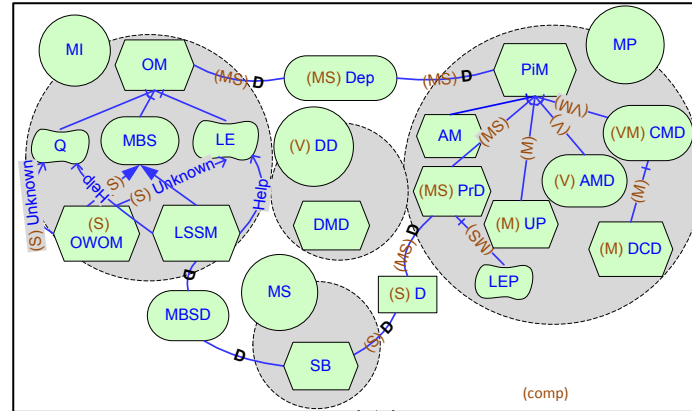 MI
OM
(MS) D
(MS) Dep
(MS) D
PiM
MP
Q
MBS
LE
(V) DD
AM
(MS)
(M)
(V)
(VM)
(VM) CMD
(S) Unknown
Help
(S)
(S) Unknown
Help
(MS) PrD
(V) AMD
(M)
(S)
OWOM
LSSM
DMD
(M) UP
(M) DCD
D
(MS) D
(MS)
LEP
MS
(S) D
MBSD
D
SB
(S) D
(comp)